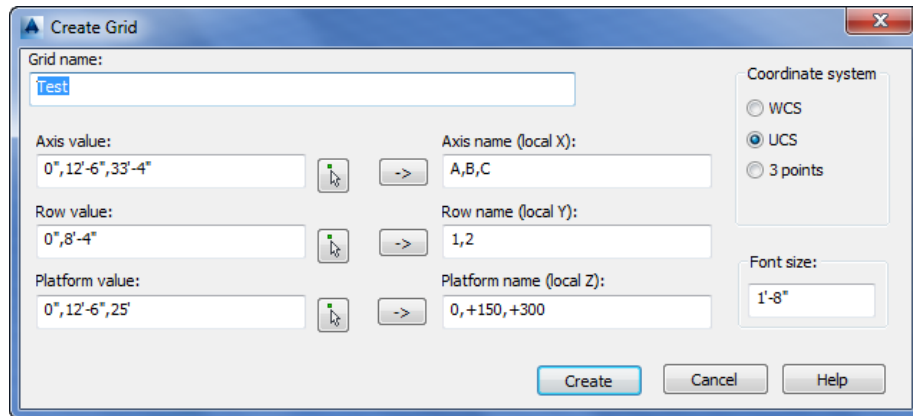 Create Grid
Grid name:
Test
Coordinate system
WCS
UCS
3 points
Axis value:
0",12'-6",33'-4"
->
Axis name (local X):
A,B,C
Row value:
0",8'-4"
->
Row name (local Y):
1,2
Platform value:
0",12'-6",25'
->
Platform name (local Z):
0,+150,+300
Font size:
1'-8"
Create
Cancel
Help